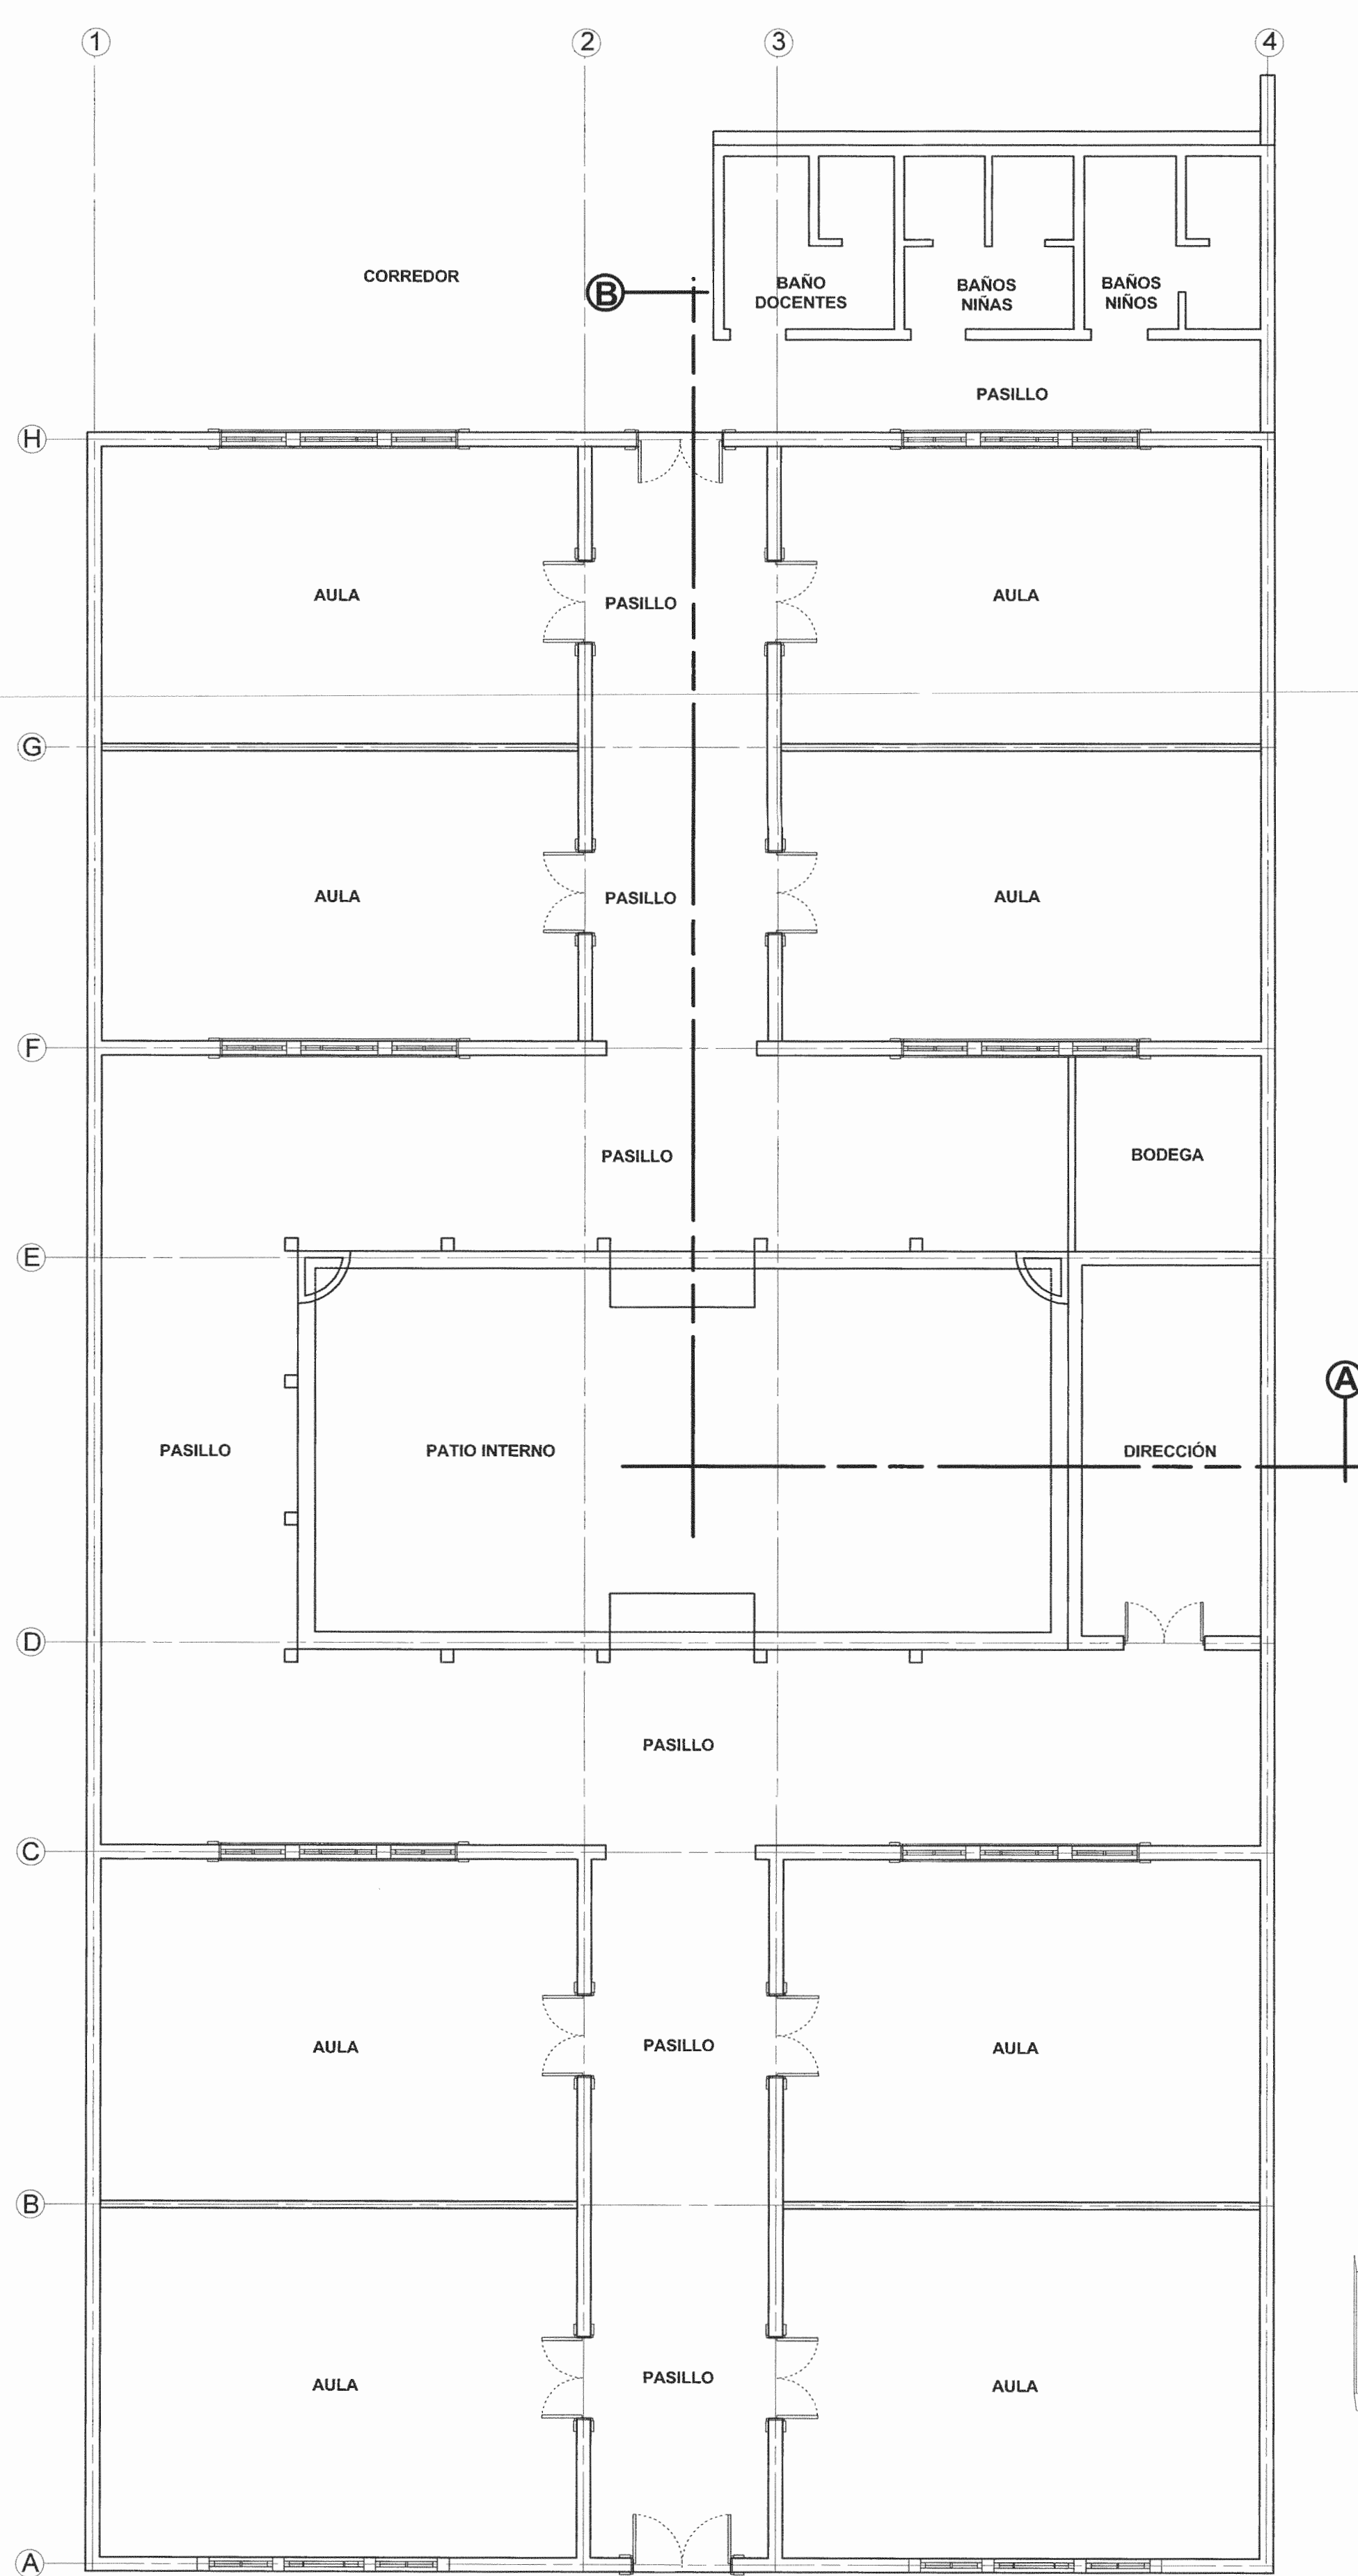 1 2 3 4
CORREDOR
B
BAÑO
DOCENTES
BAÑOS
NIÑAS
BAÑOS
NIÑOS
PASILLO
H
AULA
PASILLO
AULA
G
AULA
PASILLO
AULA
F
PASILLO
BODEGA
E
A
PASILLO
PATIO INTERNO
DIRECCIÓN
D
PASILLO
C
AULA
PASILLO
AULA
B
AULA
PASILLO
AULA
A